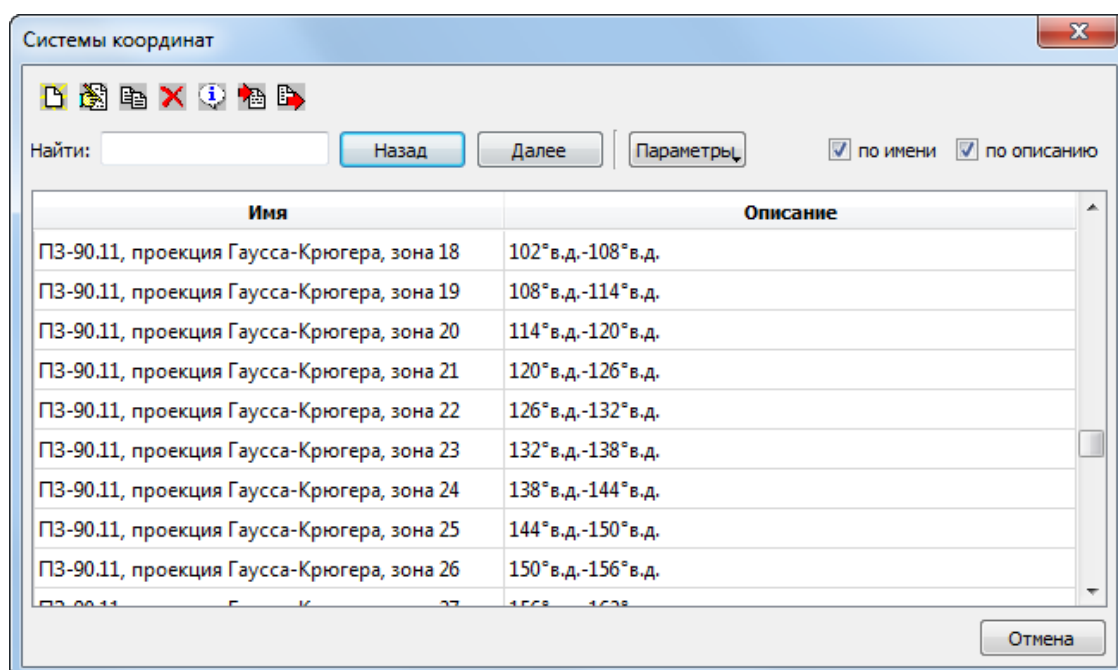 Системы координат
Найти: Назад Далее Параметры по имени по описанию
Имя Описание
ПЗ-90.11, проекция Гаусса-Крюгера, зона 18 102°в.д.-108°в.д.
ПЗ-90.11, проекция Гаусса-Крюгера, зона 19 108°в.д.-114°в.д.
ПЗ-90.11, проекция Гаусса-Крюгера, зона 20 114°в.д.-120°в.д.
ПЗ-90.11, проекция Гаусса-Крюгера, зона 21 120°в.д.-126°в.д.
ПЗ-90.11, проекция Гаусса-Крюгера, зона 22 126°в.д.-132°в.д.
ПЗ-90.11, проекция Гаусса-Крюгера, зона 23 132°в.д.-138°в.д.
ПЗ-90.11, проекция Гаусса-Крюгера, зона 24 138°в.д.-144°в.д.
ПЗ-90.11, проекция Гаусса-Крюгера, зона 25 144°в.д.-150°в.д.
ПЗ-90.11, проекция Гаусса-Крюгера, зона 26 150°в.д.-156°в.д.
Отмена